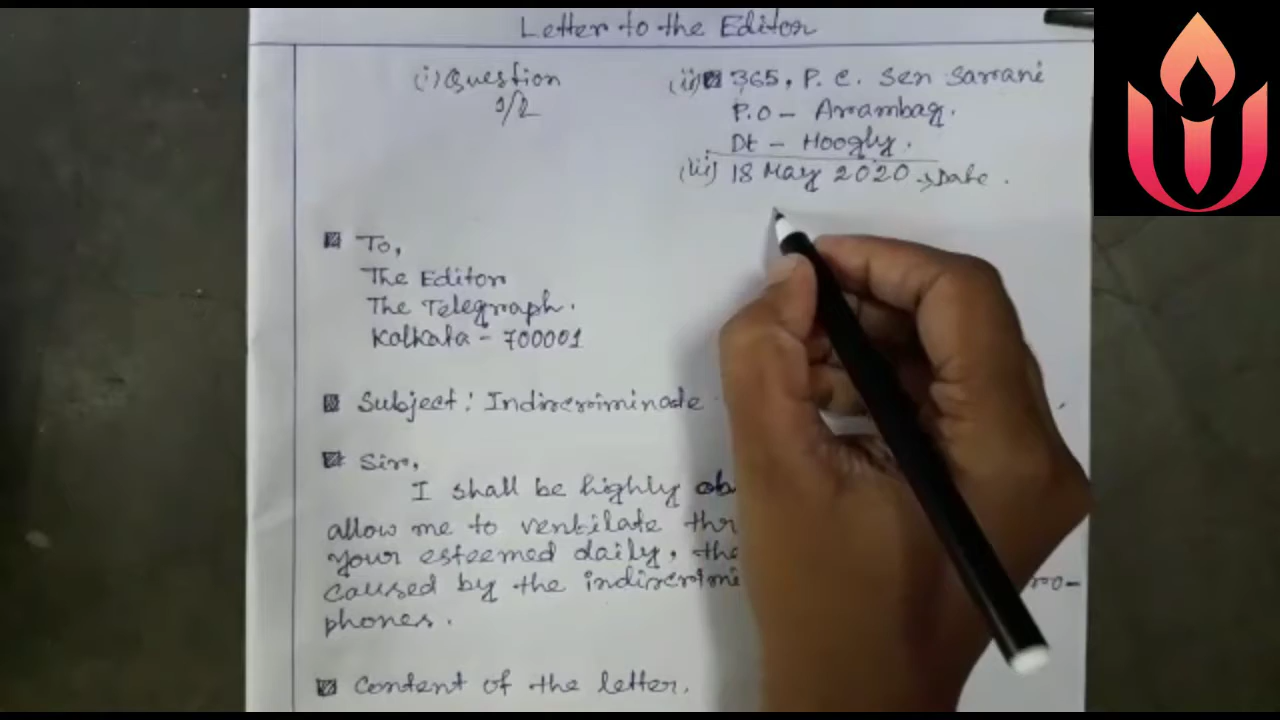 Letter to the Editor
(i) Question
1/2
(ii) 365, P. C. Sen Sarani
P.O - Arambag.
Dt - Hoogly.
(iii) 18 May 2020 → Date.
To,
The Editor
The Telegraph.
Kolkata - 700001
Subject: Indiscriminate
Sir,
I shall be highly ob
allow me to ventilate thr
your esteemed daily, the
caused by the indiscrimi ro-
phones.
Content of the letter.